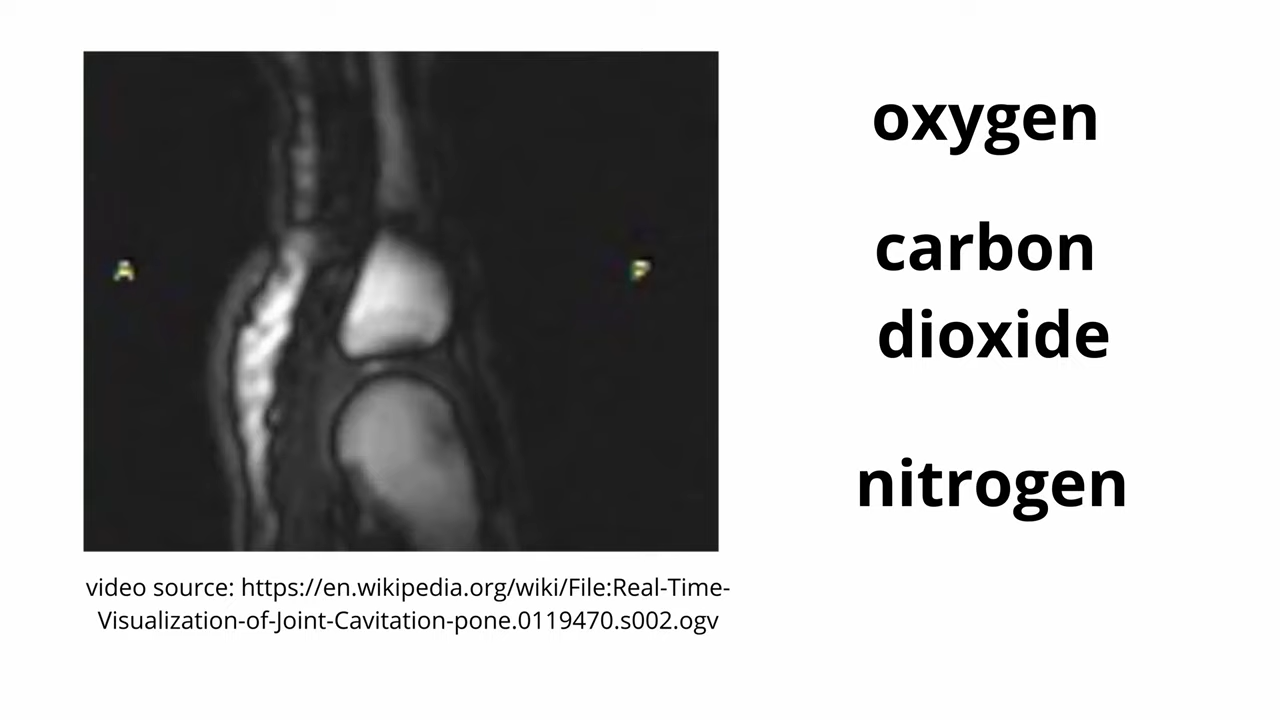 oxygen
carbon
dioxide
nitrogen
A
P
video source: https://en.wikipedia.org/wiki/File:Real-Time-
Visualization-of-Joint-Cavitation-pone.0119470.s002.ogv